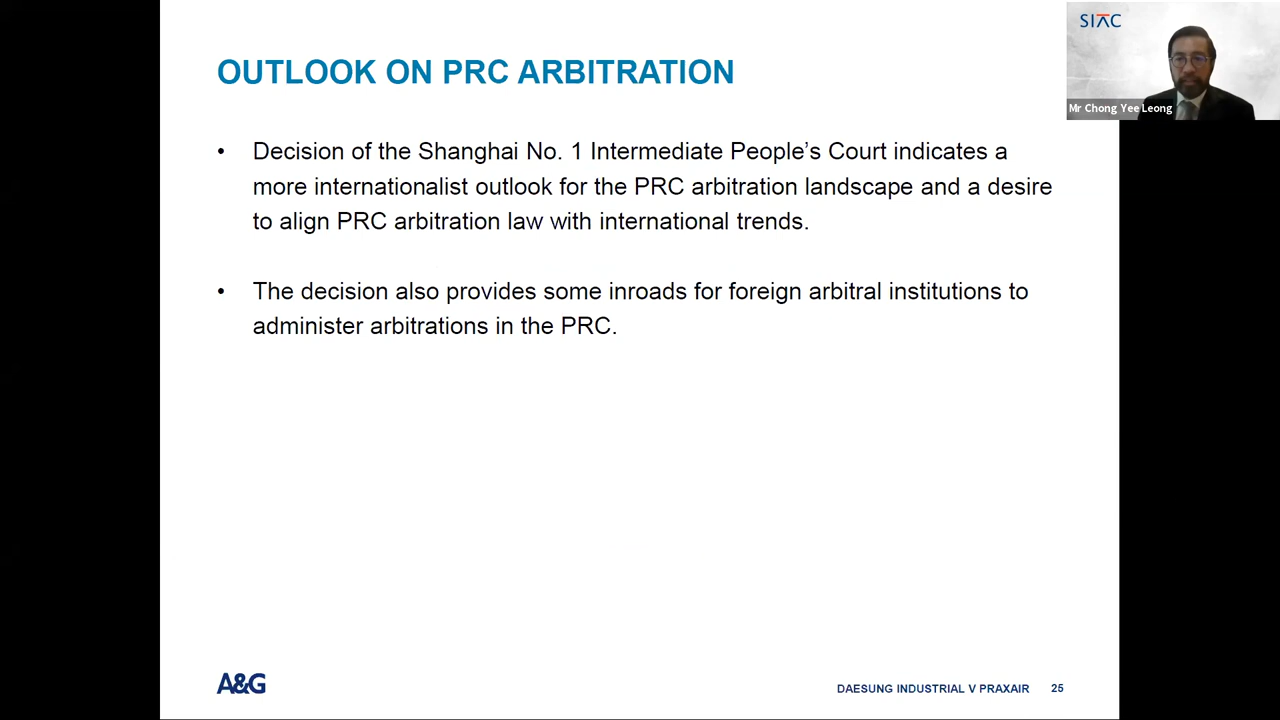 SIAC
Mr Chong Yee Leong
OUTLOOK ON PRC ARBITRATION
• Decision of the Shanghai No. 1 Intermediate People’s Court indicates a
more internationalist outlook for the PRC arbitration landscape and a desire
to align PRC arbitration law with international trends.
• The decision also provides some inroads for foreign arbitral institutions to
administer arbitrations in the PRC.
A&G
DAESUNG INDUSTRIAL V PRAXAIR 25